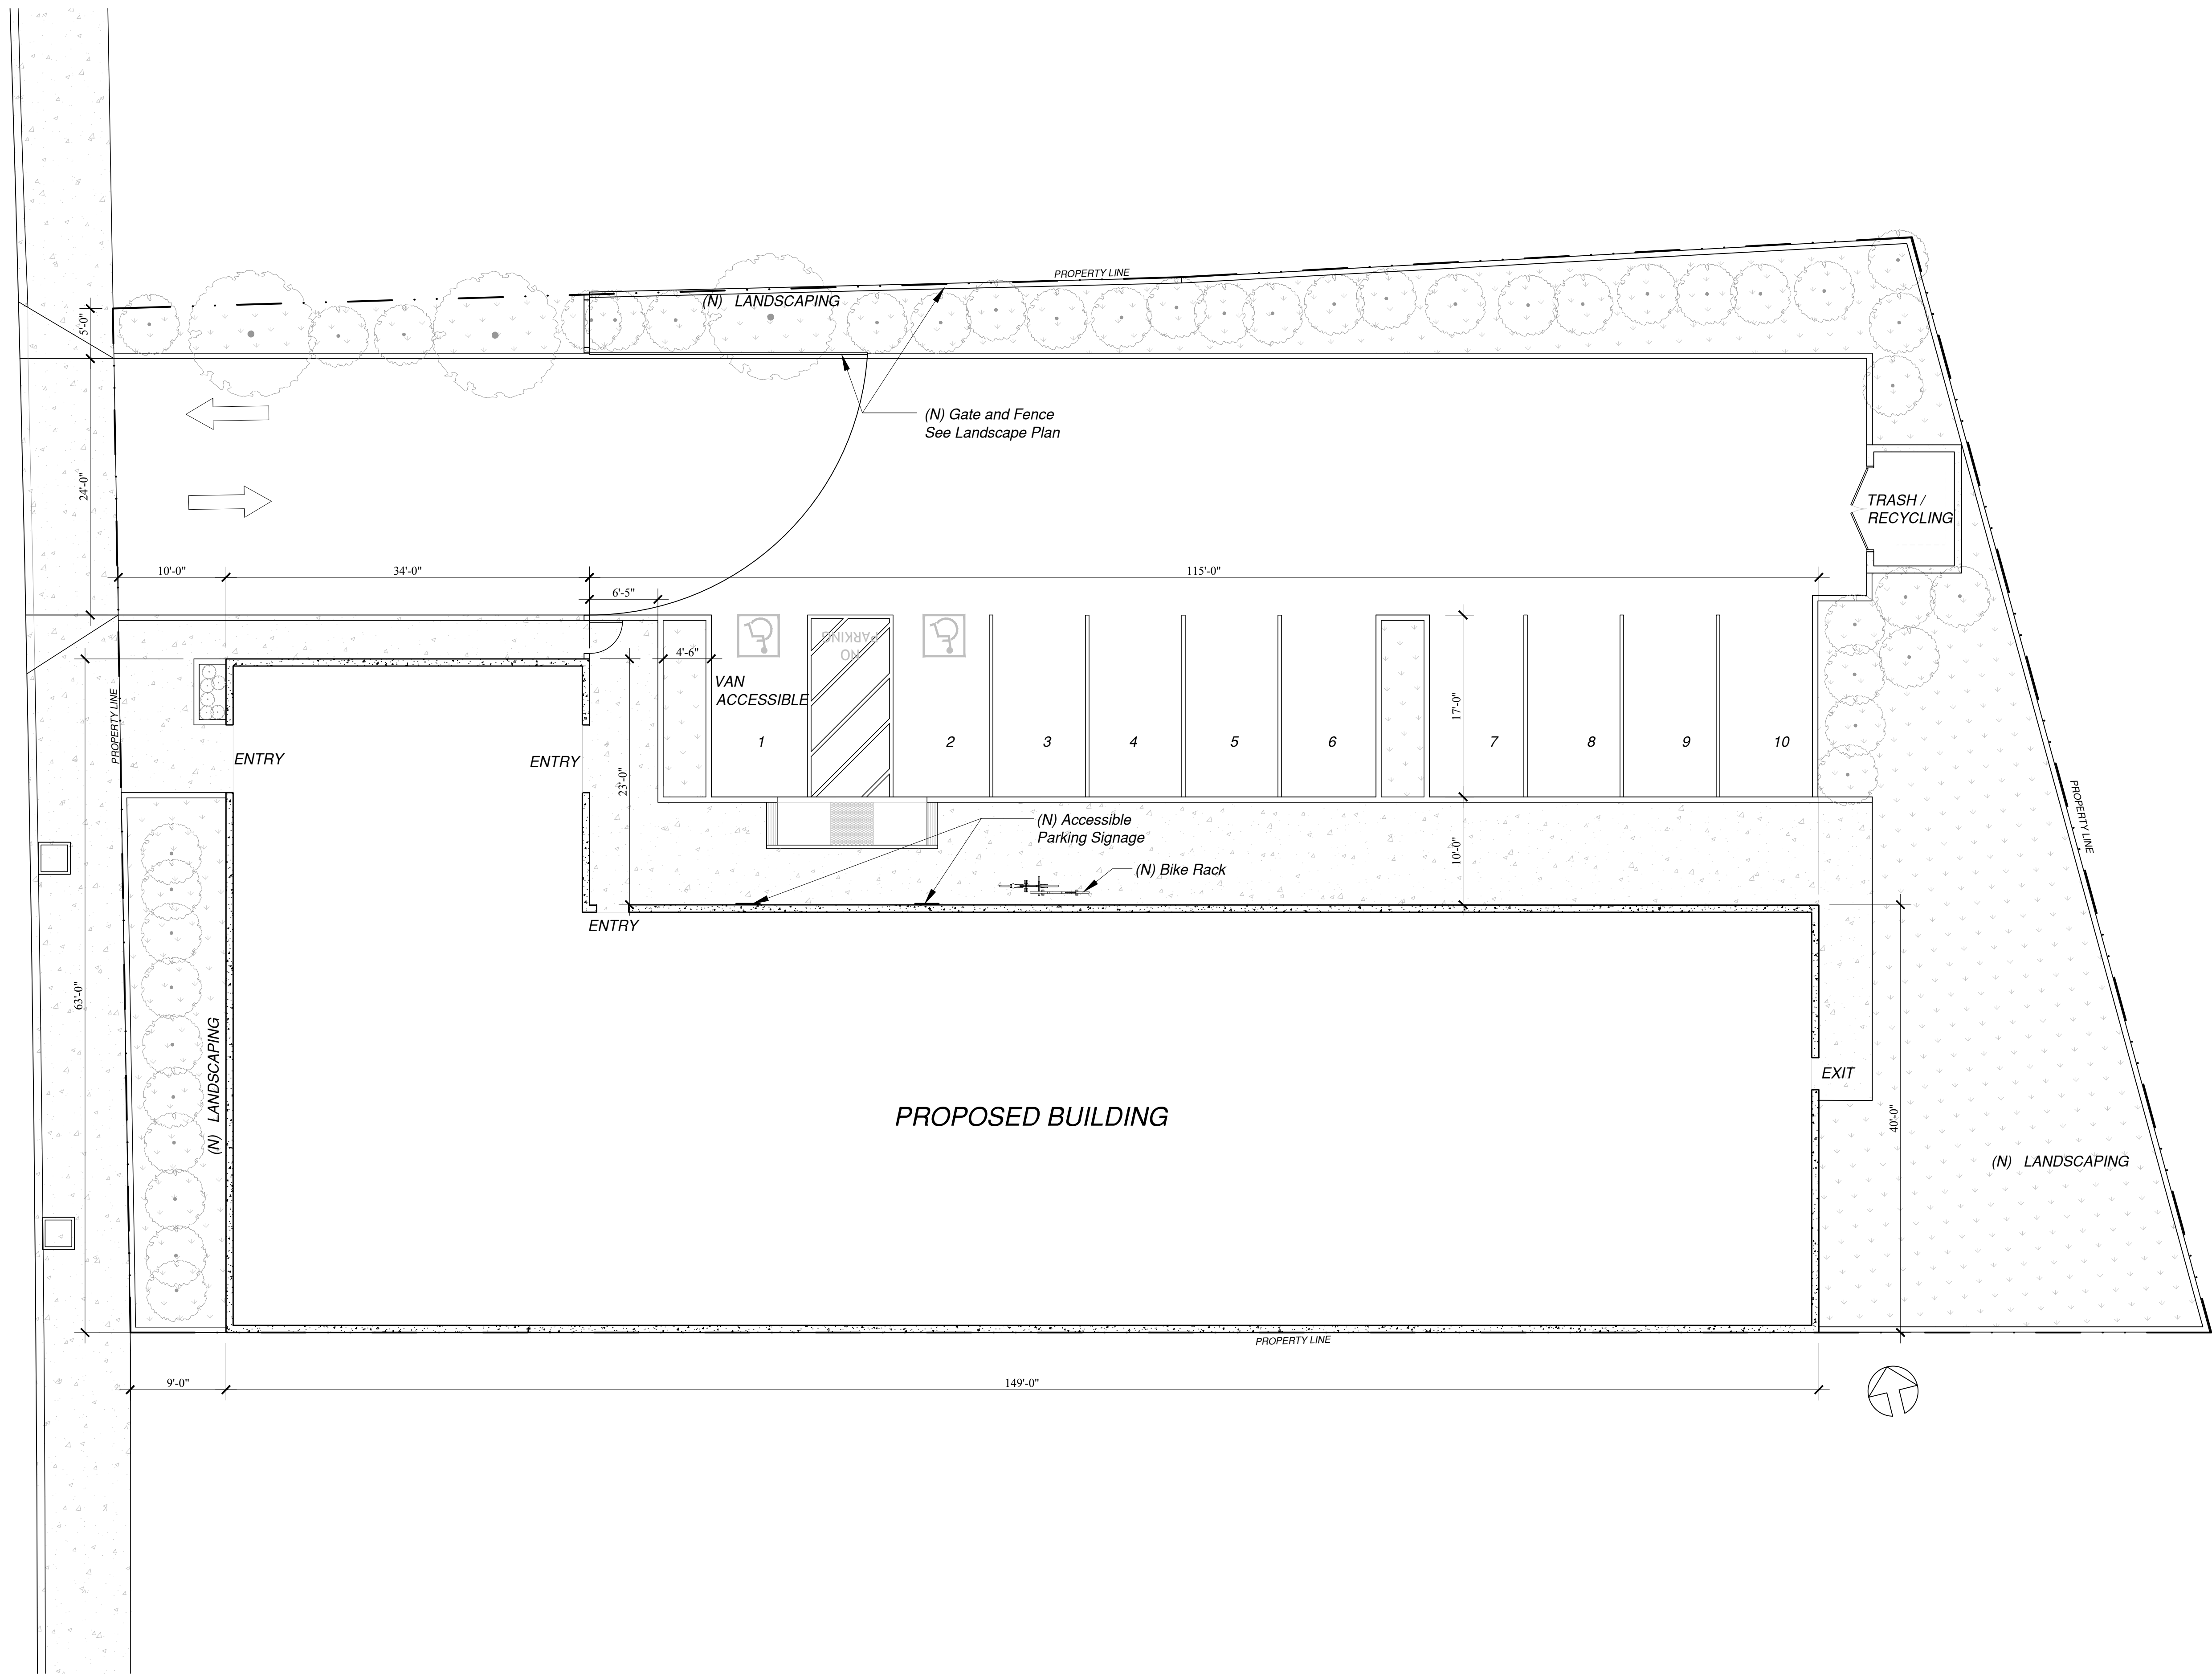 PROPERTY LINE
(N) LANDSCAPING
5'-0"
(N) Gate and Fence
See Landscape Plan
24'-0"
TRASH /
RECYCLING
10'-0"
34'-0"
115'-0"
6'-5"
NO
PARKING
4'-6"
VAN
ACCESSIBLE
17'-0"
PROPERTY LINE
1
2
3
4
5
6
7
8
9
10
ENTRY
ENTRY
23'-0"
PROPERTY LINE
(N) Accessible
Parking Signage
10'-0"
(N) Bike Rack
ENTRY
63'-0"
(N) LANDSCAPING
EXIT
PROPOSED BUILDING
40'-0"
(N) LANDSCAPING
PROPERTY LINE
9'-0"
149'-0"